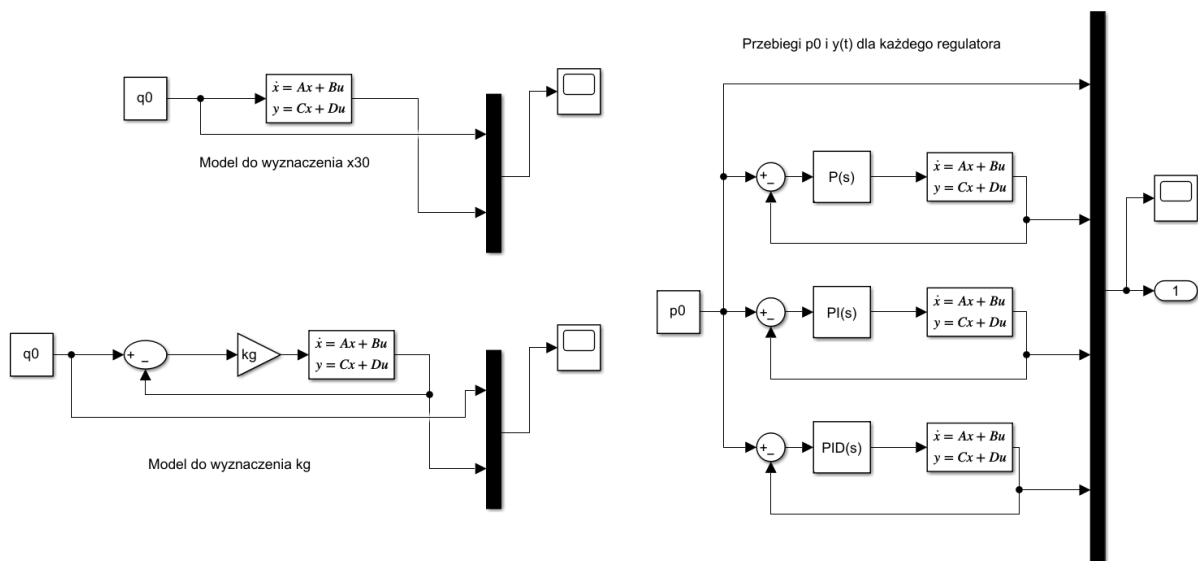 q0
ẋ = Ax + Bu
y = Cx + Du
Model do wyznaczenia x30
q0
+
−
kg
ẋ = Ax + Bu
y = Cx + Du
Model do wyznaczenia kg
Przebiegi p0 i y(t) dla każdego regulatora
p0
+
−
P(s)
ẋ = Ax + Bu
y = Cx + Du
+
−
PI(s)
ẋ = Ax + Bu
y = Cx + Du
+
−
PID(s)
ẋ = Ax + Bu
y = Cx + Du
1